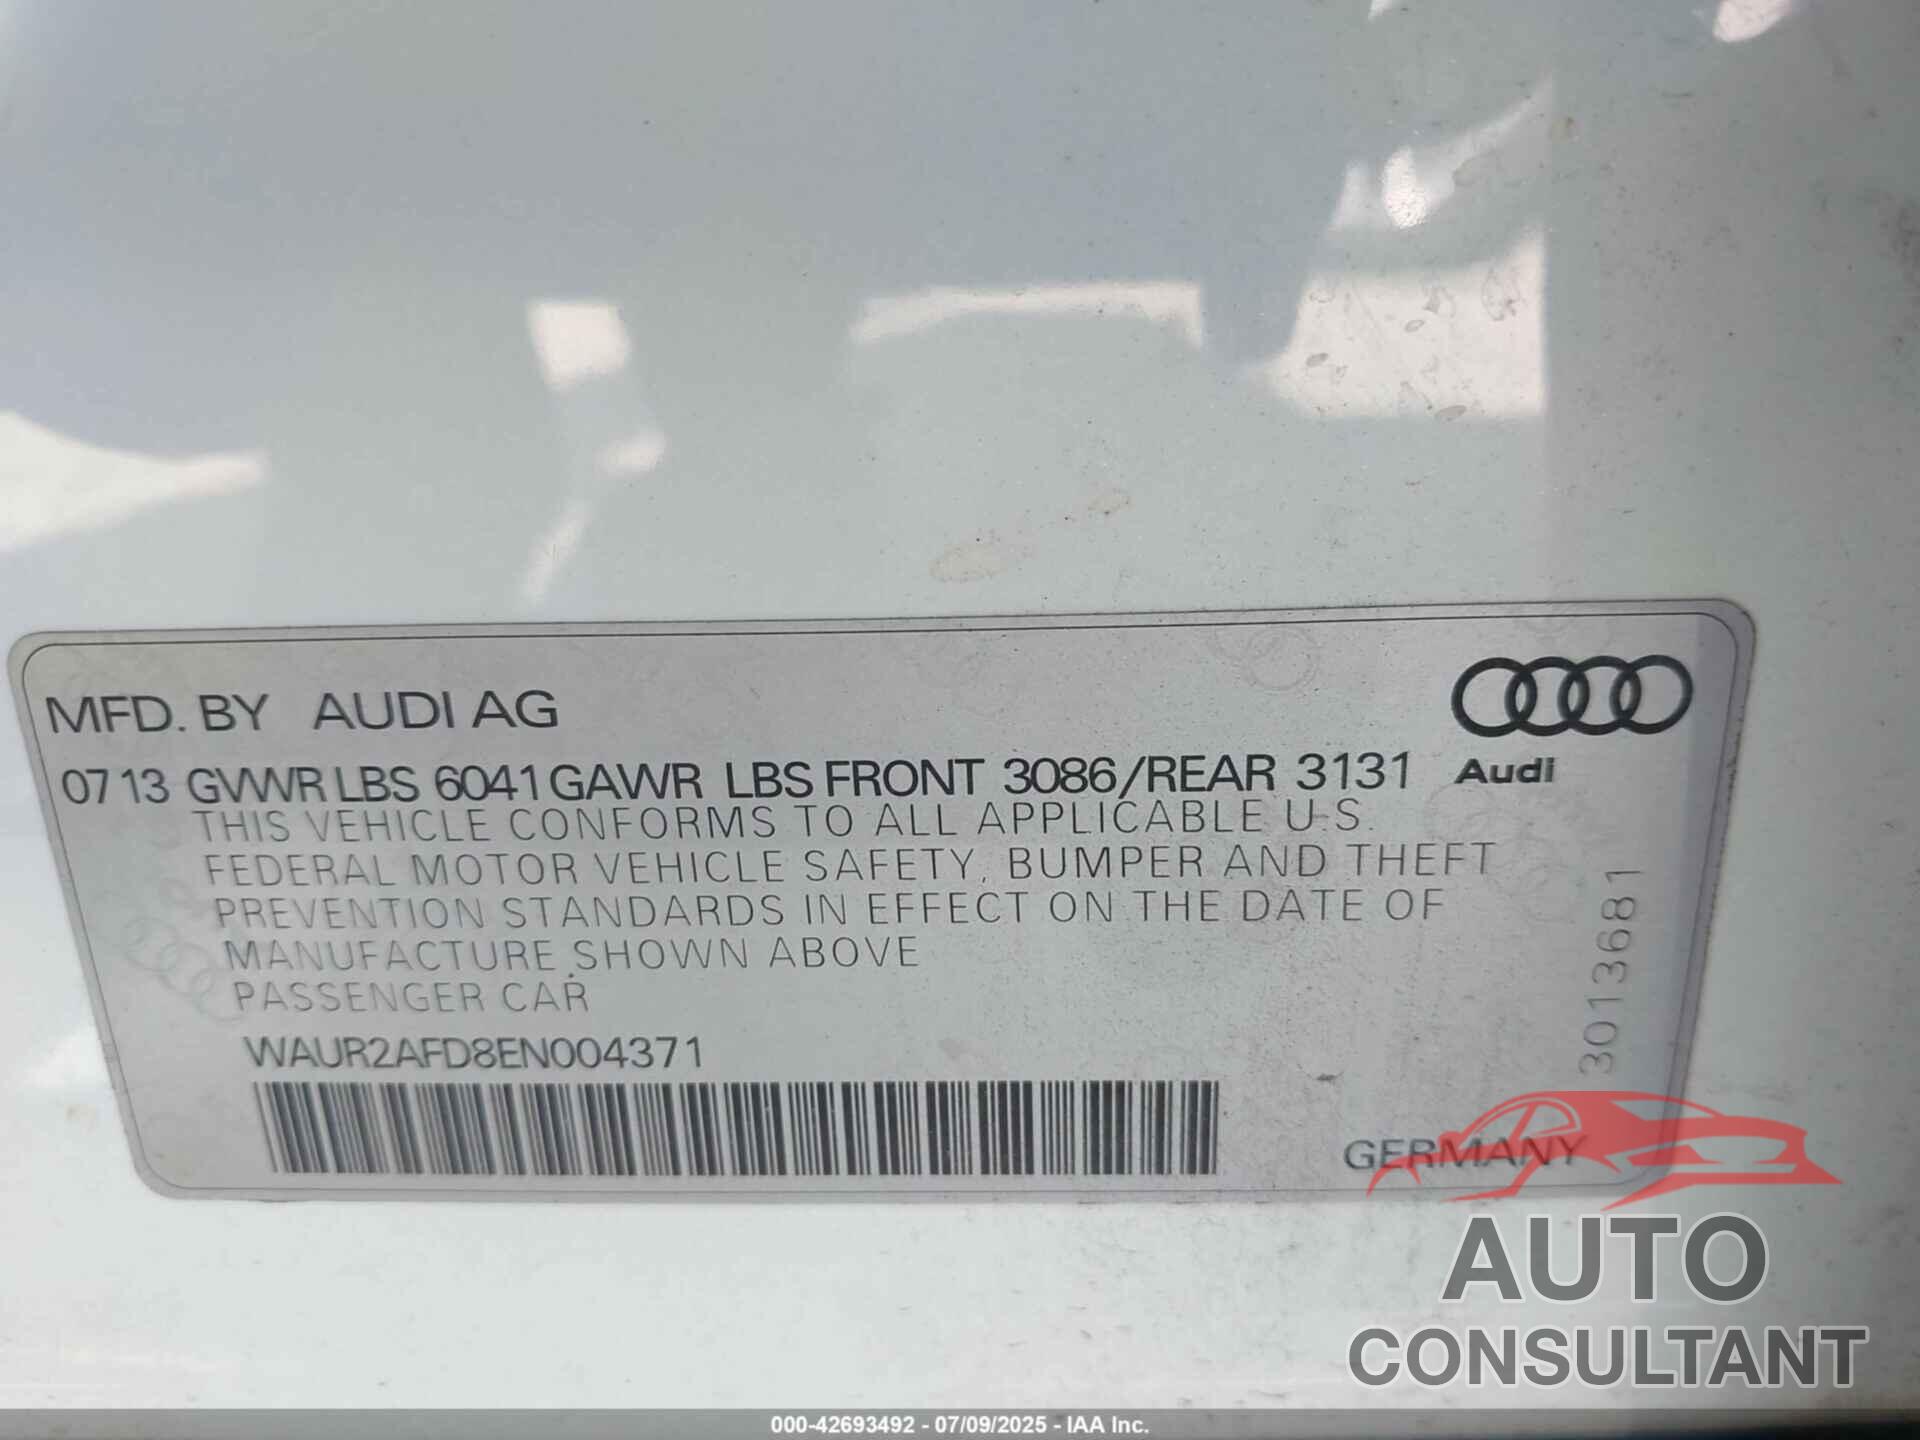 MFD. BY AUDI AG
07 13 GVWR LBS 6041 GAWR LBS FRONT 3086/REAR 3131
Audi
THIS VEHICLE CONFORMS TO ALL APPLICABLE U.S.
FEDERAL MOTOR VEHICLE SAFETY, BUMPER AND THEFT
PREVENTION STANDARDS IN EFFECT ON THE DATE OF
MANUFACTURE SHOWN ABOVE
PASSENGER CAR
WAUR2AFD8EN004371
3013681
GERMANY
AUTO
CONSULTANT
000-42693492 - 07/09/2025 - IAA Inc.